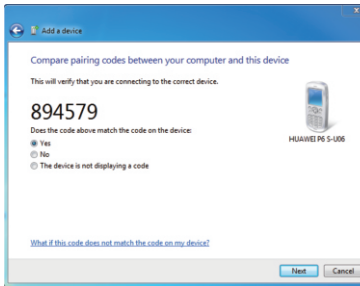 Add a device
Compare pairing codes between your computer and this device
This will verify that you are connecting to the correct device.
894579
Does the code above match the code on the device:
HUAWEI P6 S-U06
Yes
No
The device is not displaying a code
What if this code does not match the code on my device?
Next Cancel